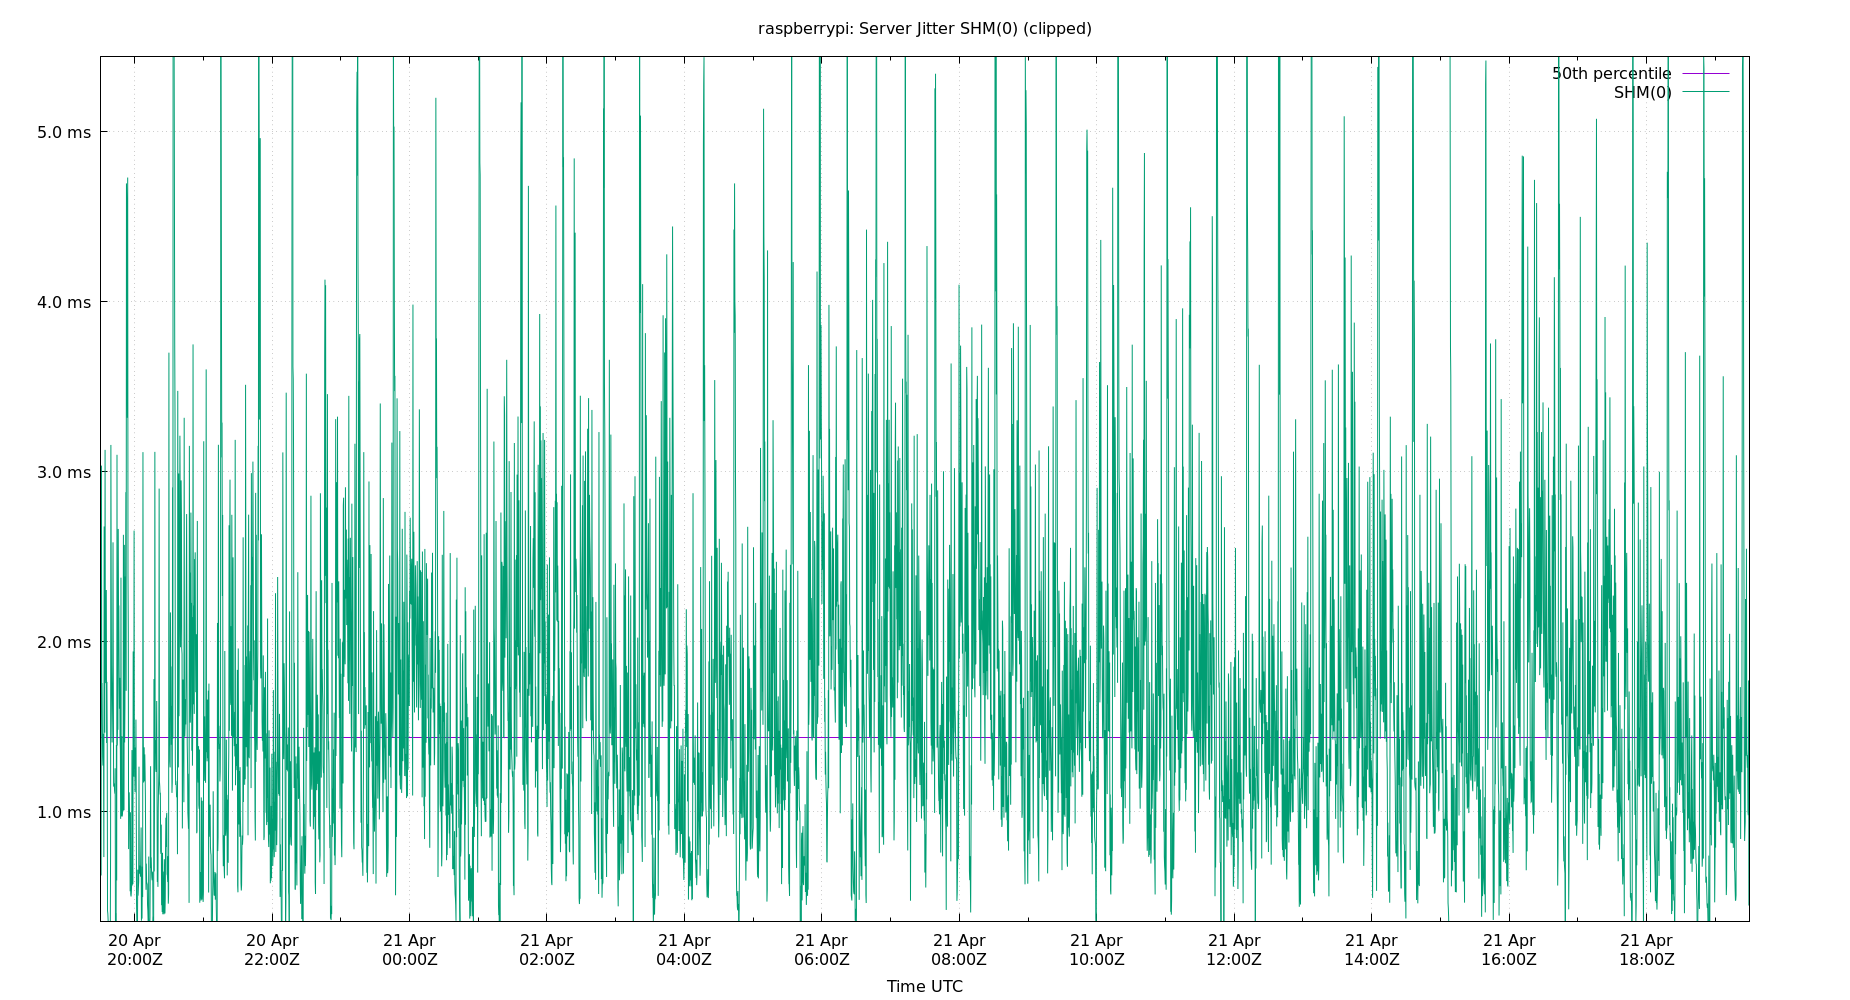 raspberrypi: Server Jitter SHM(0) (clipped)
50th percentile
SHM(0)
5.0 ms
4.0 ms
3.0 ms
2.0 ms
1.0 ms
20 Apr 20 Apr 21 Apr 21 Apr 21 Apr 21 Apr 21 Apr 21 Apr 21 Apr 21 Apr 21 Apr 21 Apr
20:00Z 22:00Z 00:00Z 02:00Z 04:00Z 06:00Z 08:00Z 10:00Z 12:00Z 14:00Z 16:00Z 18:00Z
Time UTC